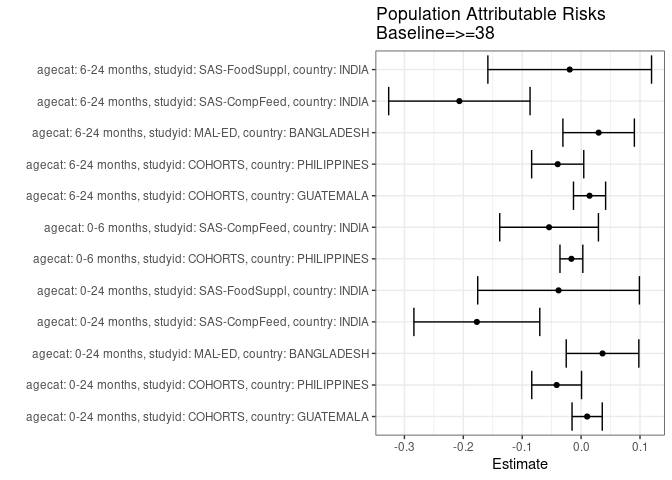 Population Attributable Risks
Baseline=>=38
agecat: 6-24 months, studyid: SAS-FoodSuppl, country: INDIA
agecat: 6-24 months, studyid: SAS-CompFeed, country: INDIA
agecat: 6-24 months, studyid: MAL-ED, country: BANGLADESH
agecat: 6-24 months, studyid: COHORTS, country: PHILIPPINES
agecat: 6-24 months, studyid: COHORTS, country: GUATEMALA
agecat: 0-6 months, studyid: SAS-CompFeed, country: INDIA
agecat: 0-6 months, studyid: COHORTS, country: PHILIPPINES
agecat: 0-24 months, studyid: SAS-FoodSuppl, country: INDIA
agecat: 0-24 months, studyid: SAS-CompFeed, country: INDIA
agecat: 0-24 months, studyid: MAL-ED, country: BANGLADESH
agecat: 0-24 months, studyid: COHORTS, country: PHILIPPINES
agecat: 0-24 months, studyid: COHORTS, country: GUATEMALA
-0.3 -0.2 -0.1 0.0 0.1
Estimate